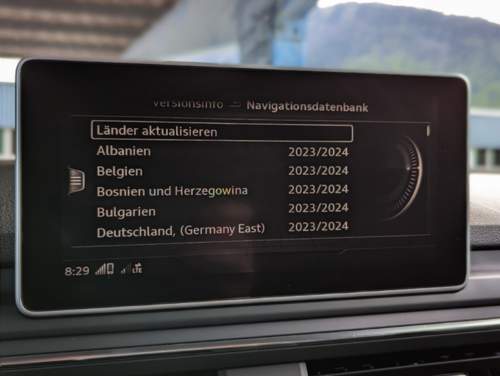 Versionsinfo Navigationsdatenbank
Länder aktualisieren
Albanien 2023/2024
Belgien 2023/2024
Bosnien und Herzegowina 2023/2024
Bulgarien 2023/2024
Deutschland, (Germany East) 2023/2024
8:29 LTE